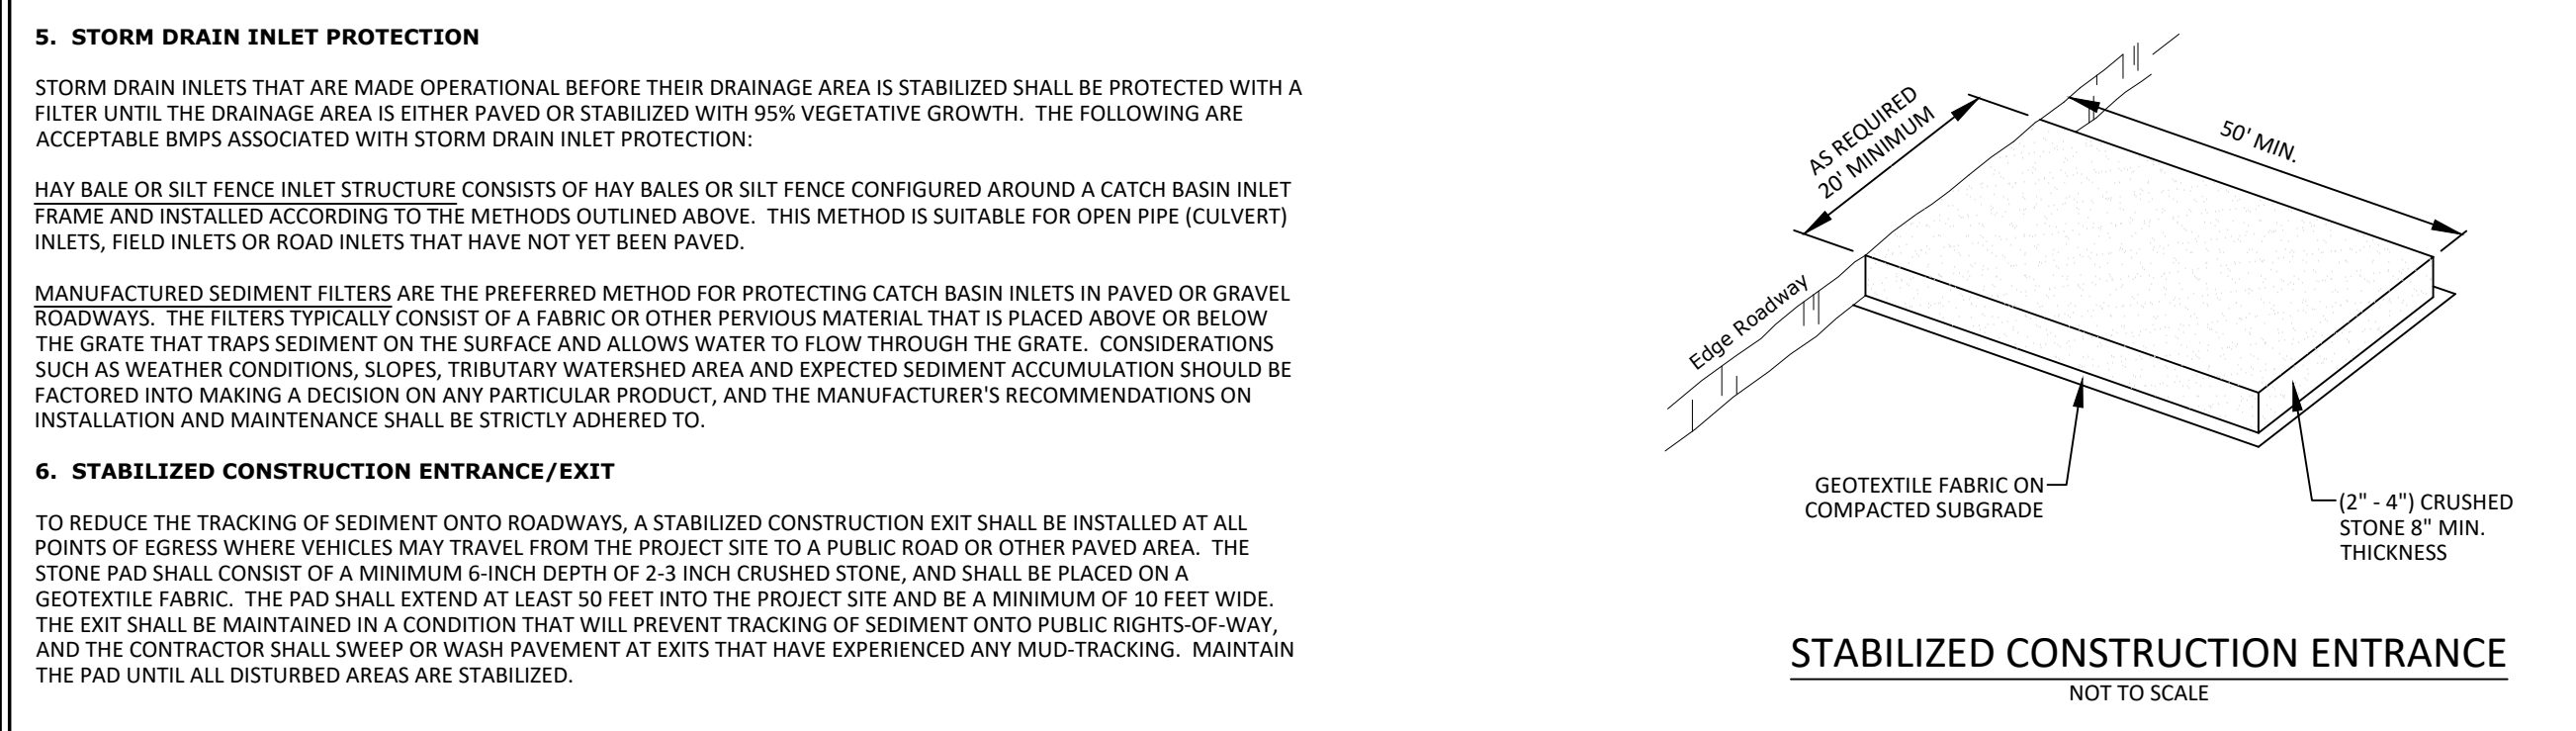 5. STORM DRAIN INLET PROTECTION
STORM DRAIN INLETS THAT ARE MADE OPERATIONAL BEFORE THEIR DRAINAGE AREA IS STABILIZED SHALL BE PROTECTED WITH A
FILTER UNTIL THE DRAINAGE AREA IS EITHER PAVED OR STABILIZED WITH 95% VEGETATIVE GROWTH. THE FOLLOWING ARE
ACCEPTABLE BMPS ASSOCIATED WITH STORM DRAIN INLET PROTECTION:
HAY BALE OR SILT FENCE INLET STRUCTURE CONSISTS OF HAY BALES OR SILT FENCE CONFIGURED AROUND A CATCH BASIN INLET
FRAME AND INSTALLED ACCORDING TO THE METHODS OUTLINED ABOVE. THIS METHOD IS SUITABLE FOR OPEN PIPE (CULVERT)
INLETS, FIELD INLETS OR ROAD INLETS THAT HAVE NOT YET BEEN PAVED.
MANUFACTURED SEDIMENT FILTERS ARE THE PREFERRED METHOD FOR PROTECTING CATCH BASIN INLETS IN PAVED OR GRAVEL
ROADWAYS. THE FILTERS TYPICALLY CONSIST OF A FABRIC OR OTHER PERVIOUS MATERIAL THAT IS PLACED ABOVE OR BELOW
THE GRATE THAT TRAPS SEDIMENT ON THE SURFACE AND ALLOWS WATER TO FLOW THROUGH THE GRATE. CONSIDERATIONS
SUCH AS WEATHER CONDITIONS, SLOPES, TRIBUTARY WATERSHED AREA AND EXPECTED SEDIMENT ACCUMULATION SHOULD BE
FACTORED INTO MAKING A DECISION ON ANY PARTICULAR PRODUCT, AND THE MANUFACTURER'S RECOMMENDATIONS ON
INSTALLATION AND MAINTENANCE SHALL BE STRICTLY ADHERED TO.
6. STABILIZED CONSTRUCTION ENTRANCE/EXIT
TO REDUCE THE TRACKING OF SEDIMENT ONTO ROADWAYS, A STABILIZED CONSTRUCTION EXIT SHALL BE INSTALLED AT ALL
POINTS OF EGRESS WHERE VEHICLES MAY TRAVEL FROM THE PROJECT SITE TO A PUBLIC ROAD OR OTHER PAVED AREA. THE
STONE PAD SHALL CONSIST OF A MINIMUM 6-INCH DEPTH OF 2-3 INCH CRUSHED STONE, AND SHALL BE PLACED ON A
GEOTEXTILE FABRIC. THE PAD SHALL EXTEND AT LEAST 50 FEET INTO THE PROJECT SITE AND BE A MINIMUM OF 10 FEET WIDE.
THE EXIT SHALL BE MAINTAINED IN A CONDITION THAT WILL PREVENT TRACKING OF SEDIMENT ONTO PUBLIC RIGHTS-OF-WAY,
AND THE CONTRACTOR SHALL SWEEP OR WASH PAVEMENT AT EXITS THAT HAVE EXPERIENCED ANY MUD-TRACKING. MAINTAIN
THE PAD UNTIL ALL DISTURBED AREAS ARE STABILIZED.
AS REQUIRED
20' MINIMUM
50' MIN.
Edge Roadway
GEOTEXTILE FABRIC ON
COMPACTED SUBGRADE
(2" - 4") CRUSHED
STONE 8" MIN.
THICKNESS
STABILIZED CONSTRUCTION ENTRANCE
NOT TO SCALE